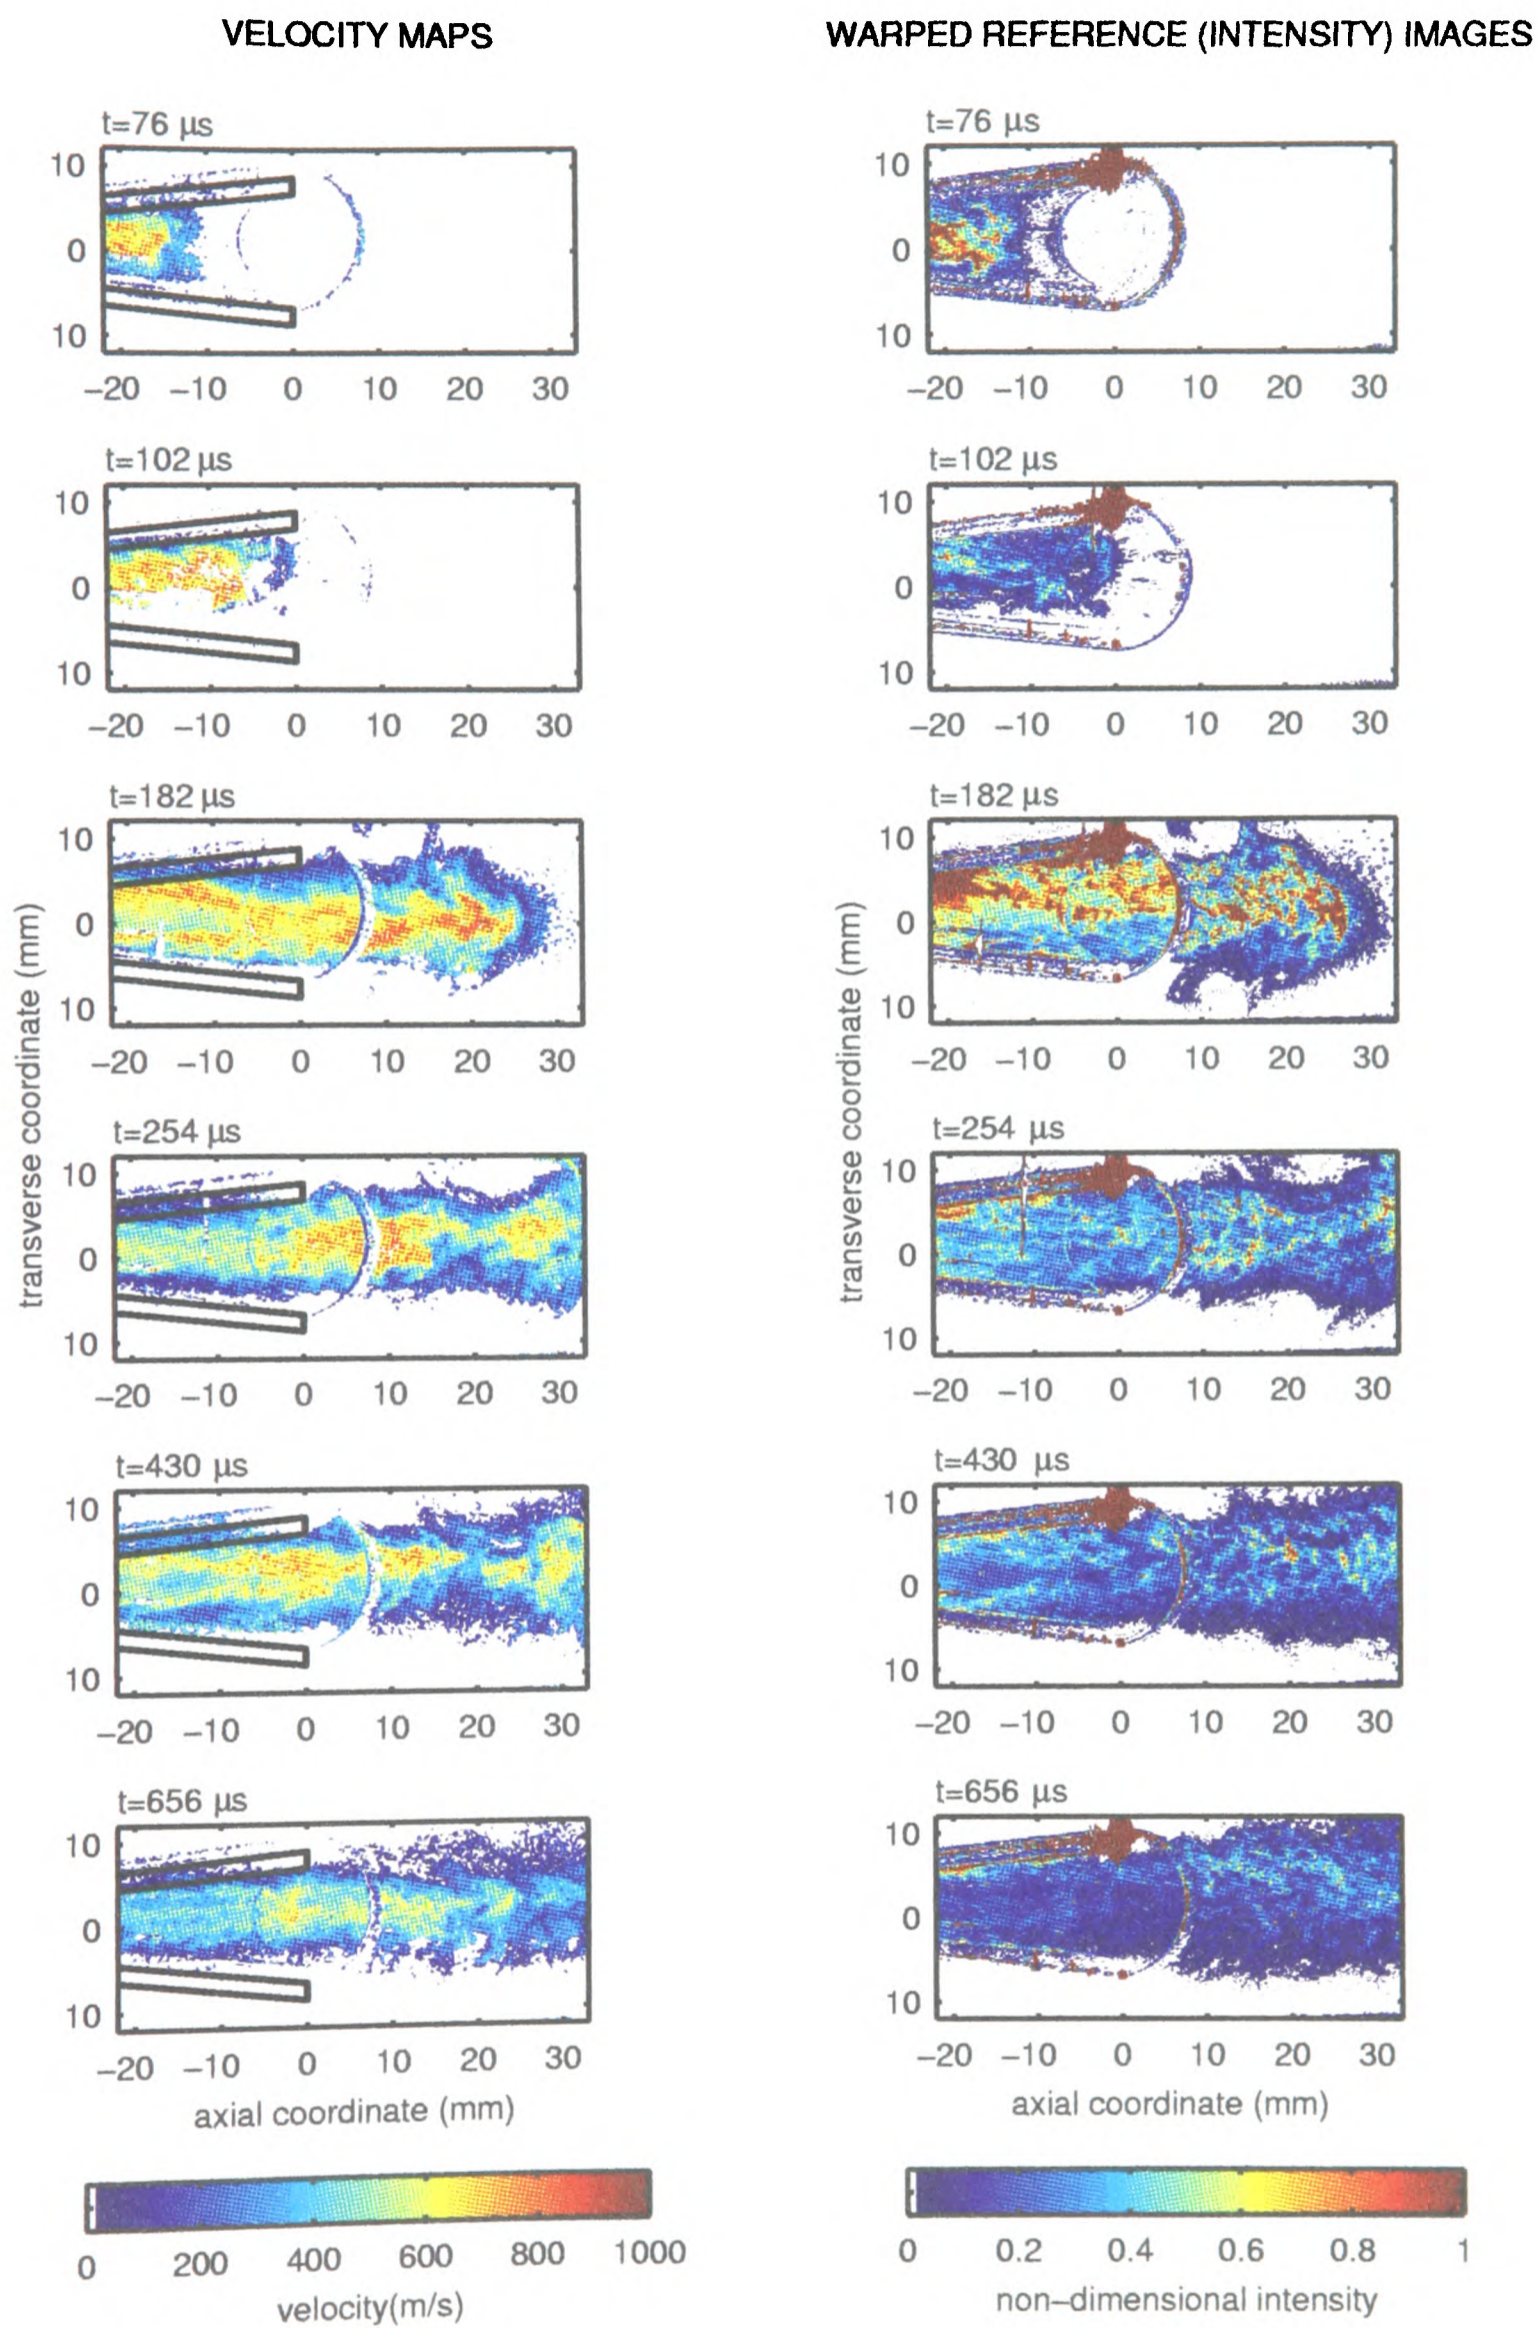 VELOCITY MAPS
WARPED REFERENCE (INTENSITY) IMAGES
t=76 μs
10
0
10
−20 −10 0 10 20 30
t=76 μs
10
0
10
−20 −10 0 10 20 30
t=102 μs
10
0
10
−20 −10 0 10 20 30
t=102 μs
10
0
10
−20 −10 0 10 20 30
t=182 μs
10
0
10
−20 −10 0 10 20 30
t=182 μs
10
0
10
−20 −10 0 10 20 30
transverse coordinate (mm)
transverse coordinate (mm)
t=254 μs
10
0
10
−20 −10 0 10 20 30
t=254 μs
10
0
10
−20 −10 0 10 20 30
t=430 μs
10
0
10
−20 −10 0 10 20 30
t=430 μs
10
0
10
−20 −10 0 10 20 30
t=656 μs
10
0
10
−20 −10 0 10 20 30
axial coordinate (mm)
t=656 μs
10
0
10
−20 −10 0 10 20 30
axial coordinate (mm)
0 200 400 600 800 1000
velocity(m/s)
0 0.2 0.4 0.6 0.8 1
non−dimensional intensity